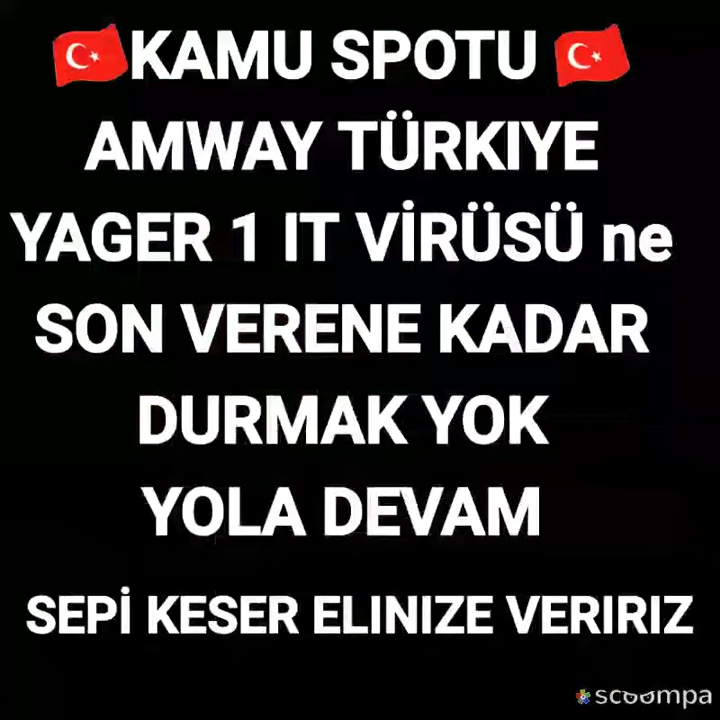 🇹🇷KAMU SPOTU 🇹🇷
AMWAY TÜRKIYE
YAGER 1 IT VİRÜSÜ ne
SON VERENE KADAR
DURMAK YOK
YOLA DEVAM
SEPİ KESER ELINIZE VERIRIZ
scoompa